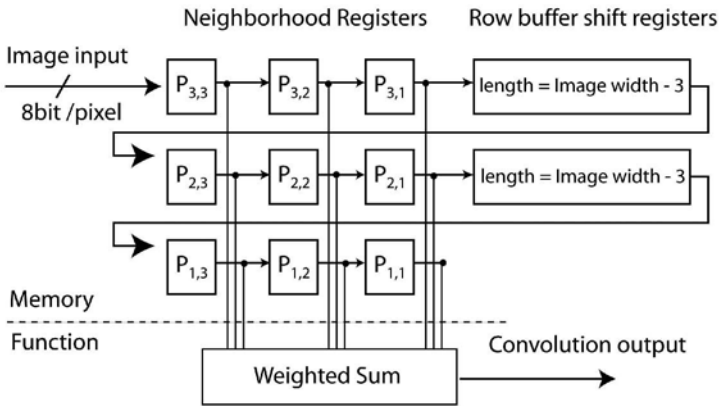 Neighborhood Registers
Row buffer shift registers
Image input
8bit /pixel
P3,3
P3,2
P3,1
length = Image width - 3
P2,3
P2,2
P2,1
length = Image width - 3
P1,3
P1,2
P1,1
Memory
Function
Weighted Sum
Convolution output